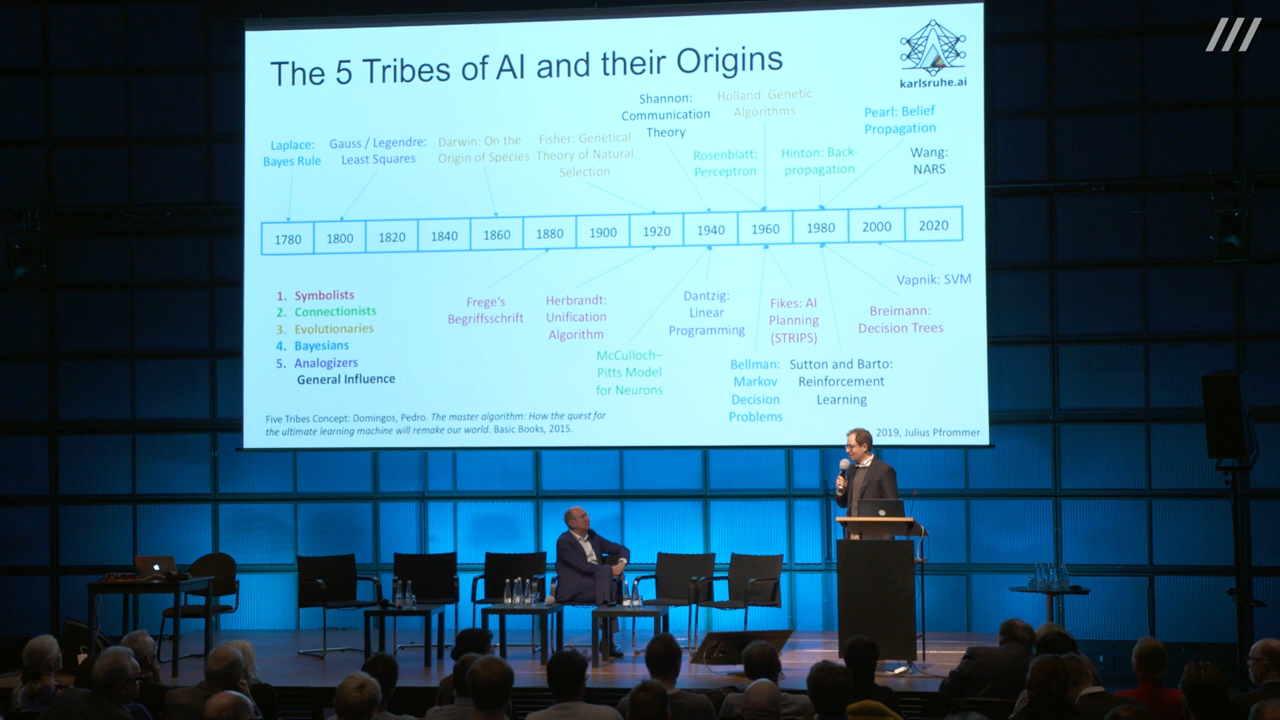 The 5 Tribes of AI and their Origins
karlsruhe.ai
Laplace:
Bayes Rule
Gauss / Legendre:
Least Squares
Darwin: On the
Origin of Species
Fisher: Genetical
Theory of Natural
Selection
Shannon:
Communication
Theory
Holland: Genetic
Algorithms
Rosenblatt:
Perceptron
Hinton: Back-
propagation
Pearl: Belief
Propagation
Wang:
NARS
1780 1800 1820 1840 1860 1880 1900 1920 1940 1960 1980 2000 2020
1. Symbolists
2. Connectionists
3. Evolutionaries
4. Bayesians
5. Analogizers
General Influence
Frege's
Begriffsschrift
Herbrandt:
Unification
Algorithm
McCulloch–
Pitts Model
for Neurons
Dantzig:
Linear
Programming
Bellman:
Markov
Decision
Problems
Fikes: AI
Planning
(STRIPS)
Sutton and Barto:
Reinforcement
Learning
Breimann:
Decision Trees
Vapnik: SVM
Five Tribes Concept: Domingos, Pedro. The master algorithm: How the quest for
the ultimate learning machine will remake our world. Basic Books, 2015.
2019, Julius Pfrommer